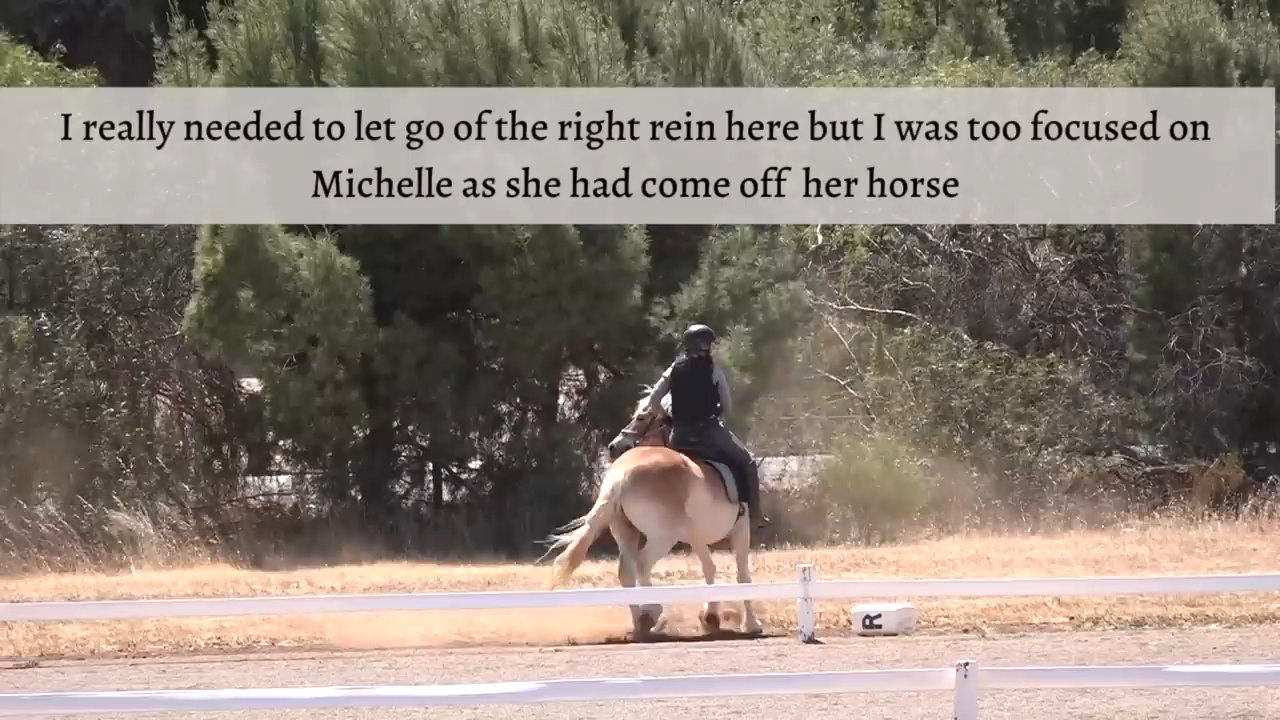 I really needed to let go of the right rein here but I was too focused on
Michelle as she had come off her horse
R